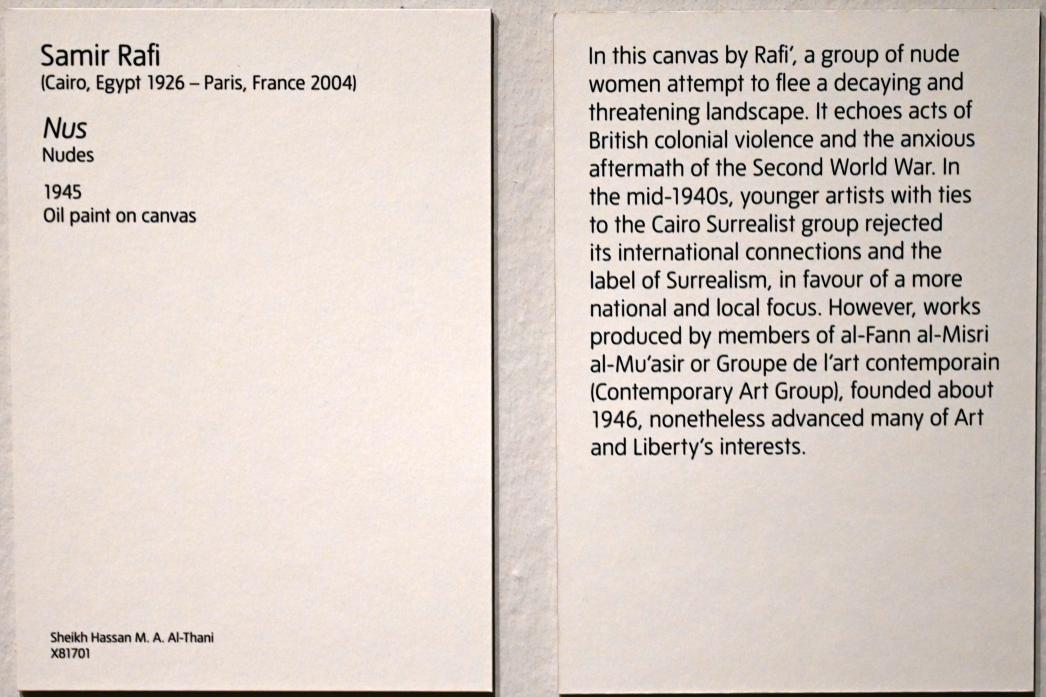 Samir Rafi
(Cairo, Egypt 1926 – Paris, France 2004)
Nus
Nudes
1945
Oil paint on canvas
Sheikh Hassan M. A. Al-Thani
X81701
In this canvas by Rafi’, a group of nude
women attempt to flee a decaying and
threatening landscape. It echoes acts of
British colonial violence and the anxious
aftermath of the Second World War. In
the mid-1940s, younger artists with ties
to the Cairo Surrealist group rejected
its international connections and the
label of Surrealism, in favour of a more
national and local focus. However, works
produced by members of al-Fann al-Misri
al-Mu’asir or Groupe de l’art contemporain
(Contemporary Art Group), founded about
1946, nonetheless advanced many of Art
and Liberty’s interests.